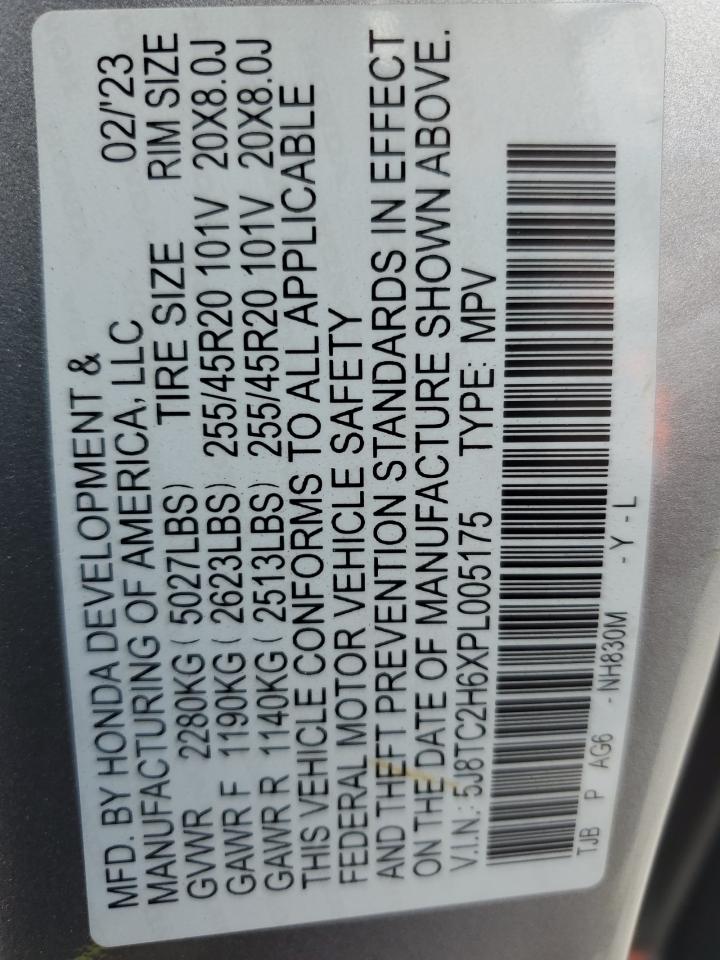 MFD. BY HONDA DEVELOPMENT & 02/'23
MANUFACTURING OF AMERICA, LLC
GVWR 2280KG ( 5027LBS) TIRE SIZE RIM SIZE
GAWR F 1190KG ( 2623LBS) 255/45R20 101V 20X8.0J
GAWR R 1140KG ( 2513LBS) 255/45R20 101V 20X8.0J
THIS VEHICLE CONFORMS TO ALL APPLICABLE
FEDERAL MOTOR VEHICLE SAFETY
AND THEFT PREVENTION STANDARDS IN EFFECT
ON THE DATE OF MANUFACTURE SHOWN ABOVE.
V.I.N.: 5J8TC2H6XPL005175 TYPE: MPV
TJB P AG6 -NH830M -Y-L